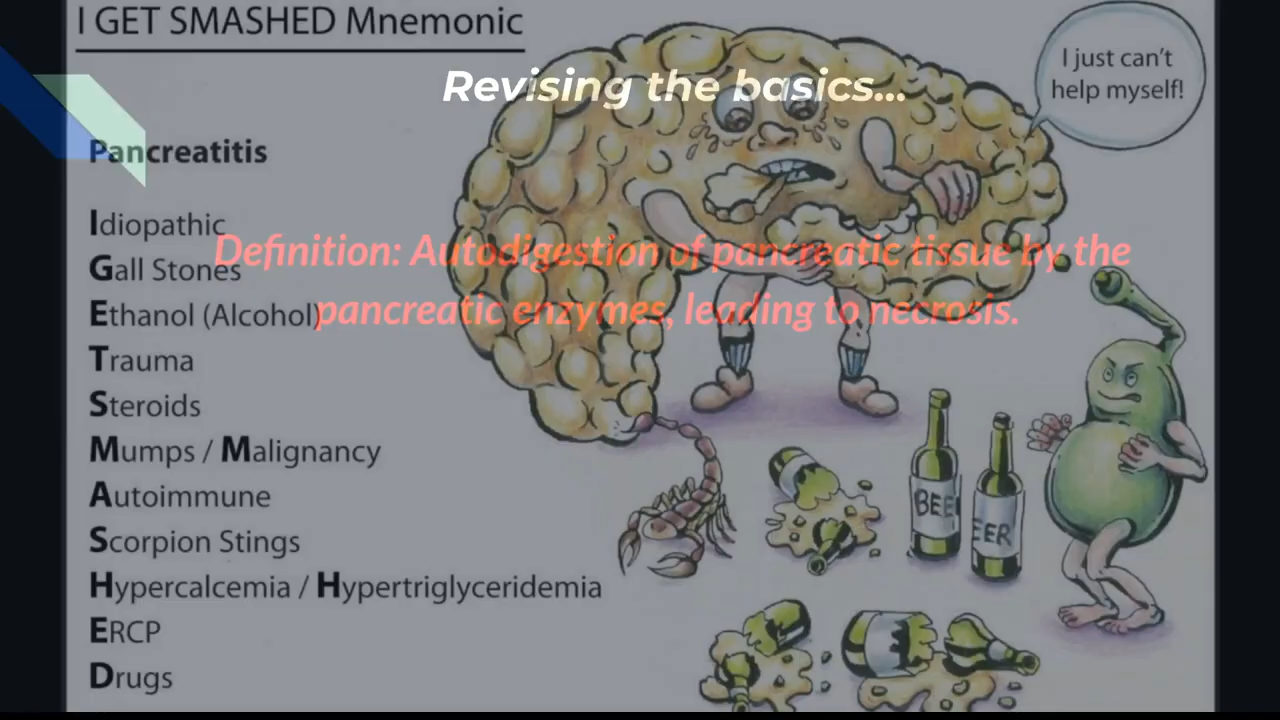 I GET SMASHED Mnemonic
I just can't
help myself!
Revising the basics...
Pancreatitis
Idiopathic
Definition: Autodigestion of pancreatic tissue by the
Gall Stones
pancreatic enzymes, leading to necrosis.
Ethanol (Alcohol)
Trauma
Steroids
Mumps / Malignancy
Autoimmune
Scorpion Stings
Hypercalcemia / Hypertriglyceridemia
ERCP
Drugs
BEE
EER